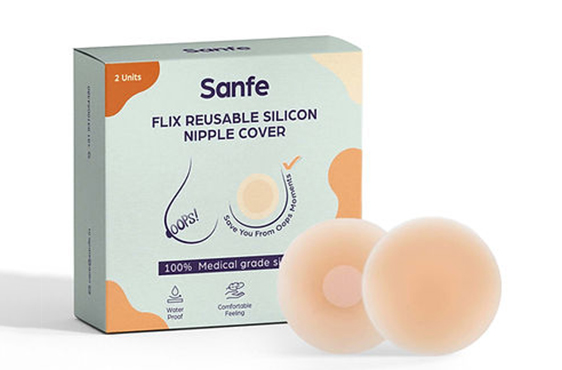 2 Units
Sanfe
FLIX REUSABLE SILICON
NIPPLE COVER
OOPS!
Save You From Oops Moments
100% Medical grade
Water
Proof
Comfortable
Feeling